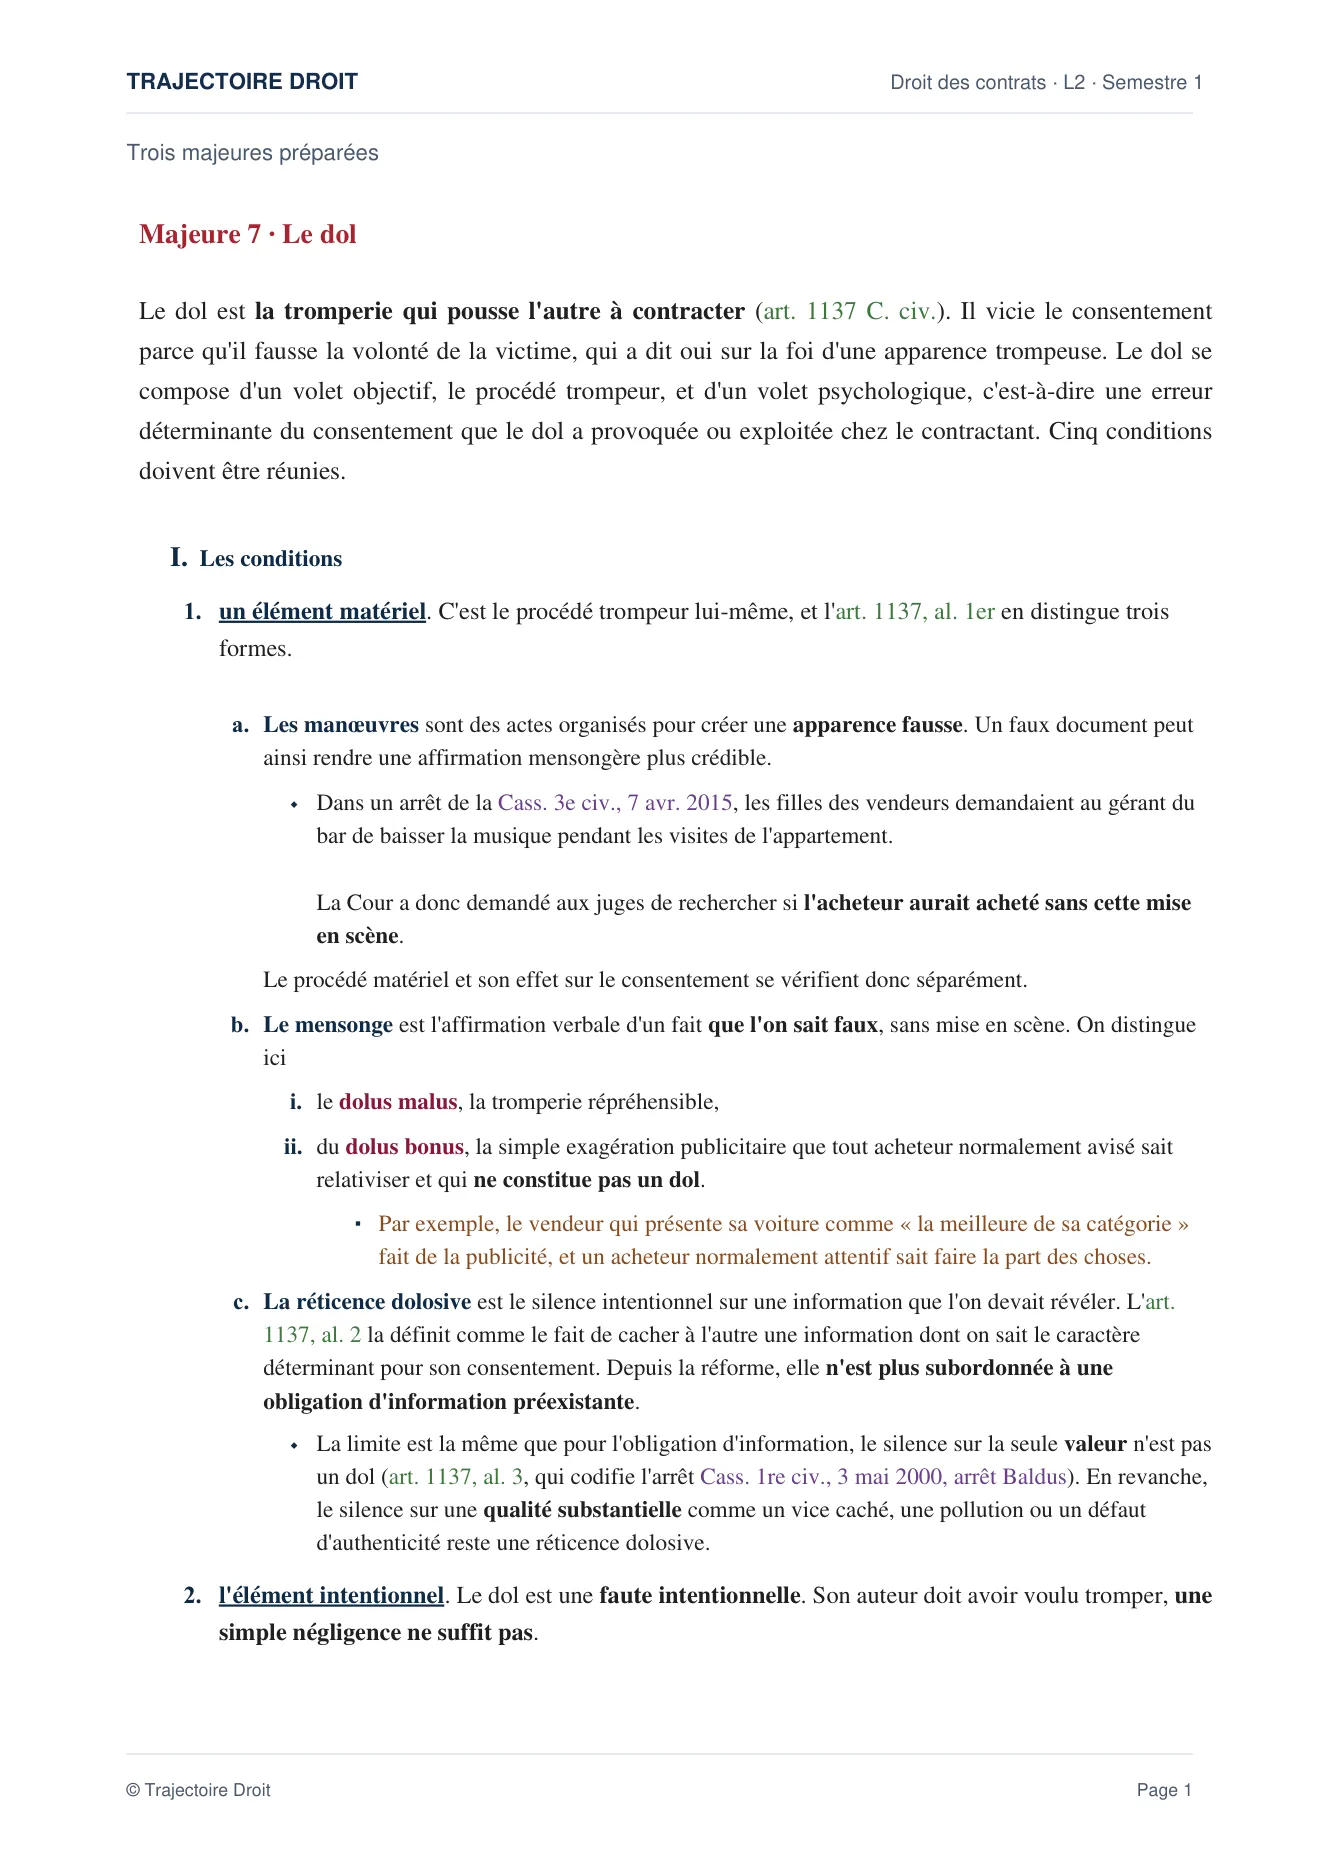 TRAJECTOIRE DROIT
Droit des contrats · L2 · Semestre 1
Trois majeures préparées
Majeure 7 · Le dol
Le dol est la tromperie qui pousse l'autre à contracter (art. 1137 C. civ.). Il vicie le consentement
parce qu'il fausse la volonté de la victime, qui a dit oui sur la foi d'une apparence trompeuse. Le dol se
compose d'un volet objectif, le procédé trompeur, et d'un volet psychologique, c'est-à-dire une erreur
déterminante du consentement que le dol a provoquée ou exploitée chez le contractant. Cinq conditions
doivent être réunies.
I. Les conditions
1. un élément matériel. C'est le procédé trompeur lui-même, et l'art. 1137, al. 1er en distingue trois
formes.
a. Les manœuvres sont des actes organisés pour créer une apparence fausse. Un faux document peut
ainsi rendre une affirmation mensongère plus crédible.
⬩ Dans un arrêt de la Cass. 3e civ., 7 avr. 2015, les filles des vendeurs demandaient au gérant du
bar de baisser la musique pendant les visites de l'appartement.
La Cour a donc demandé aux juges de rechercher si l'acheteur aurait acheté sans cette mise
en scène.
Le procédé matériel et son effet sur le consentement se vérifient donc séparément.
b. Le mensonge est l'affirmation verbale d'un fait que l'on sait faux, sans mise en scène. On distingue
ici
i. le dolus malus, la tromperie répréhensible,
ii. du dolus bonus, la simple exagération publicitaire que tout acheteur normalement avisé sait
relativiser et qui ne constitue pas un dol.
▪ Par exemple, le vendeur qui présente sa voiture comme « la meilleure de sa catégorie »
fait de la publicité, et un acheteur normalement attentif sait faire la part des choses.
c. La réticence dolosive est le silence intentionnel sur une information que l'on devait révéler. L'art.
1137, al. 2 la définit comme le fait de cacher à l'autre une information dont on sait le caractère
déterminant pour son consentement. Depuis la réforme, elle n'est plus subordonnée à une
obligation d'information préexistante.
⬩ La limite est la même que pour l'obligation d'information, le silence sur la seule valeur n'est pas
un dol (art. 1137, al. 3, qui codifie l'arrêt Cass. 1re civ., 3 mai 2000, arrêt Baldus). En revanche,
le silence sur une qualité substantielle comme un vice caché, une pollution ou un défaut
d'authenticité reste une réticence dolosive.
2. l'élément intentionnel. Le dol est une faute intentionnelle. Son auteur doit avoir voulu tromper, une
simple négligence ne suffit pas.
© Trajectoire Droit
Page 1